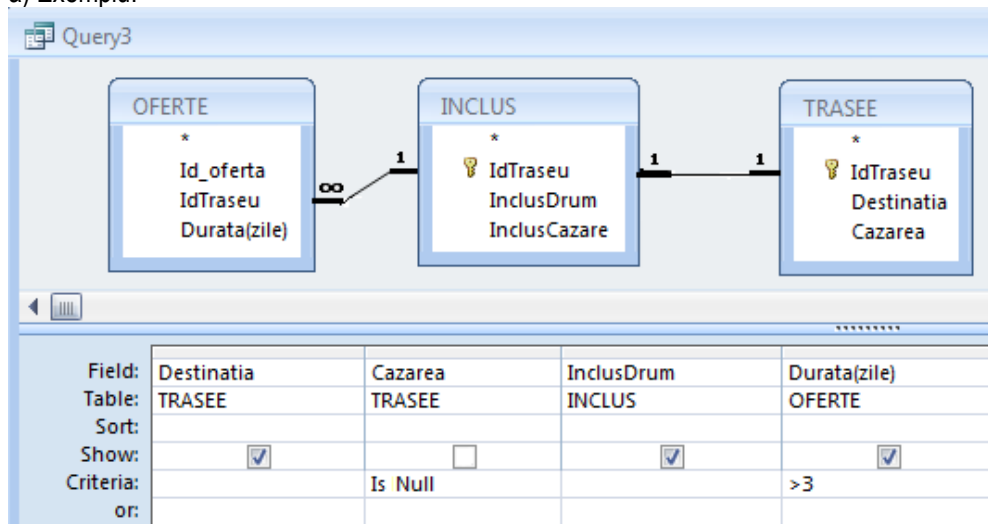 a) Exemplu:
Query3
OFERTE
*
Id_oferta
IdTraseu
Durata(zile)
∞ 1
INCLUS
*
IdTraseu
InclusDrum
InclusCazare
1 1
TRASEE
*
IdTraseu
Destinatia
Cazarea
Field: Destinatia Cazarea InclusDrum Durata(zile)
Table: TRASEE TRASEE INCLUS OFERTE
Sort:
Show:
Criteria: Is Null >3
or: